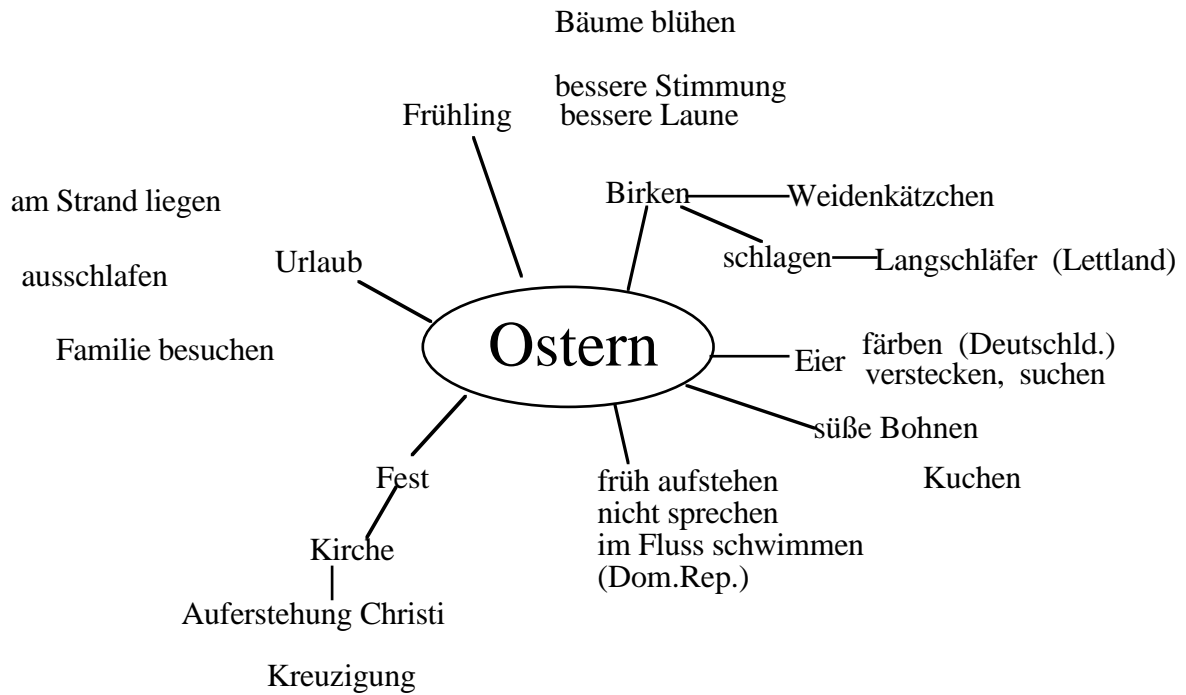 Bäume blühen
bessere Stimmung
Frühling
bessere Laune
am Strand liegen
Birken
Weidenkätzchen
Urlaub
schlagen
Langschläfer (Lettland)
ausschlafen
Familie besuchen
Ostern
Eier
färben (Deutschld.)
verstecken, suchen
süße Bohnen
Kuchen
Fest
früh aufstehen
nicht sprechen
im Fluss schwimmen
(Dom.Rep.)
Kirche
Auferstehung Christi
Kreuzigung